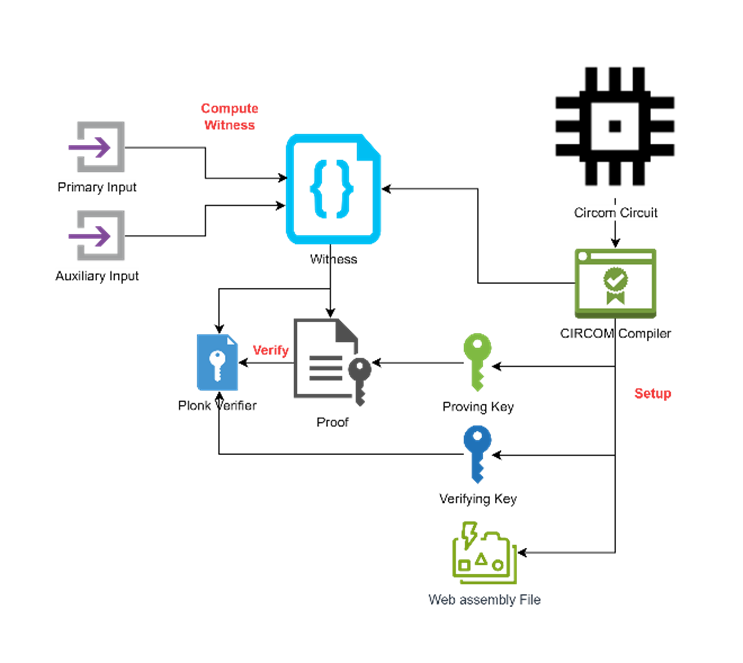 Compute
Witness
Primary Input
Circom Circuit
Auxiliary Input
Witness
CIRCOM Compiler
Verify
Setup
Plonk Verifier
Proving Key
Proof
Verifying Key
Web assembly File